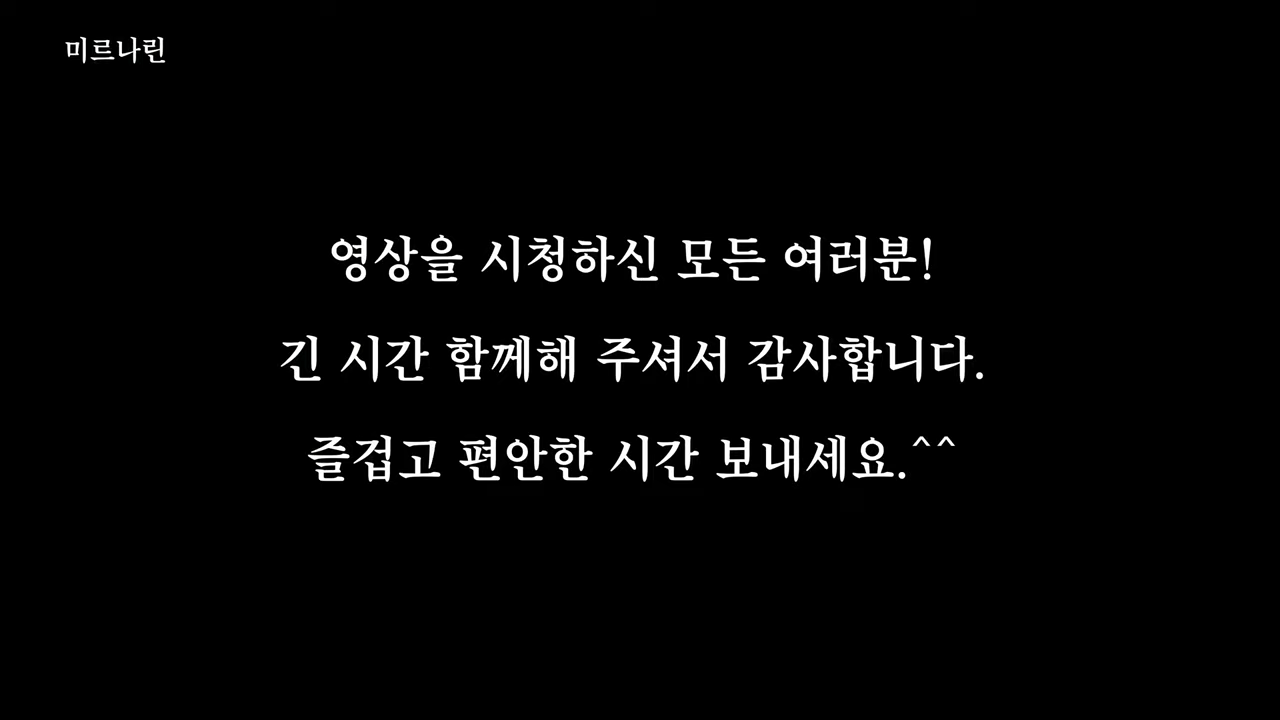 미르나린
영상을 시청하신 모든 여러분!
긴 시간 함께해 주셔서 감사합니다.
즐겁고 편안한 시간 보내세요.^^